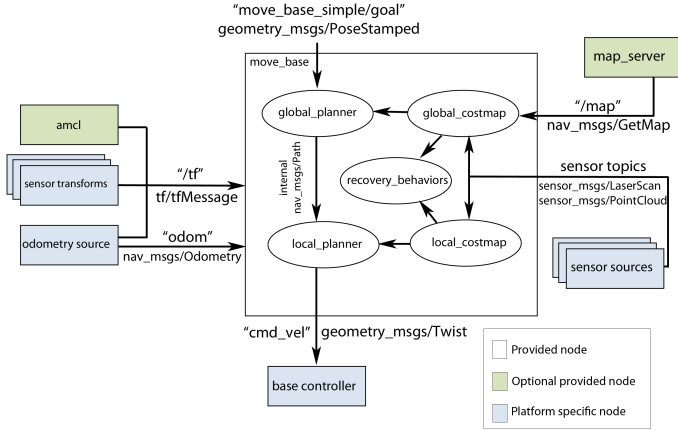 “move_base_simple/goal”
geometry_msgs/PoseStamped
move_base
map_server
global_planner
global_costmap
“/map”
nav_msgs/GetMap
amcl
“/tf”
tf/tfMessage
sensor transforms
internal
nav_msgs/Path
recovery_behaviors
sensor topics
sensor_msgs/LaserScan
sensor_msgs/PointCloud
odometry source
“odom”
nav_msgs/Odometry
local_planner
local_costmap
sensor sources
“cmd_vel”
geometry_msgs/Twist
base controller
Provided node
Optional provided node
Platform specific node